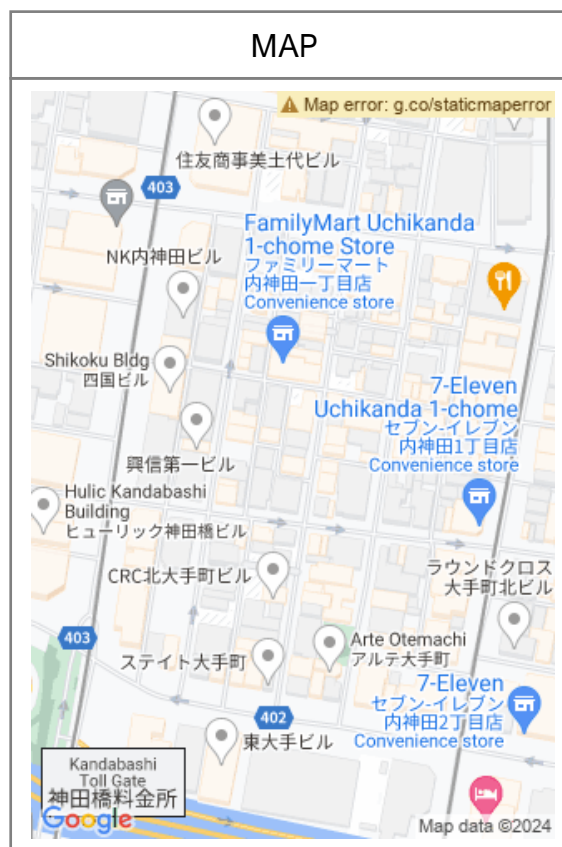 MAP
Map error: g.co/staticmaperror
住友商事美土代ビル
403
FamilyMart Uchikanda
1-chome Store
ファミリーマート
内神田一丁目店
Convenience store
NK内神田ビル
Shikoku Bldg
四国ビル
7-Eleven
Uchikanda 1-chome
セブン-イレブン
内神田1丁目店
Convenience store
興信第一ビル
Hulic Kandabashi
Building
ヒューリック神田橋ビル
ラウンドクロス
大手町北ビル
CRC北大手町ビル
403
Arte Otemachi
アルテ大手町
ステイト大手町
7-Eleven
セブン-イレブン
内神田2丁目店
Convenience store
402
東大手ビル
Kandabashi
Toll Gate
神田橋料金所
Google
Map data ©2024